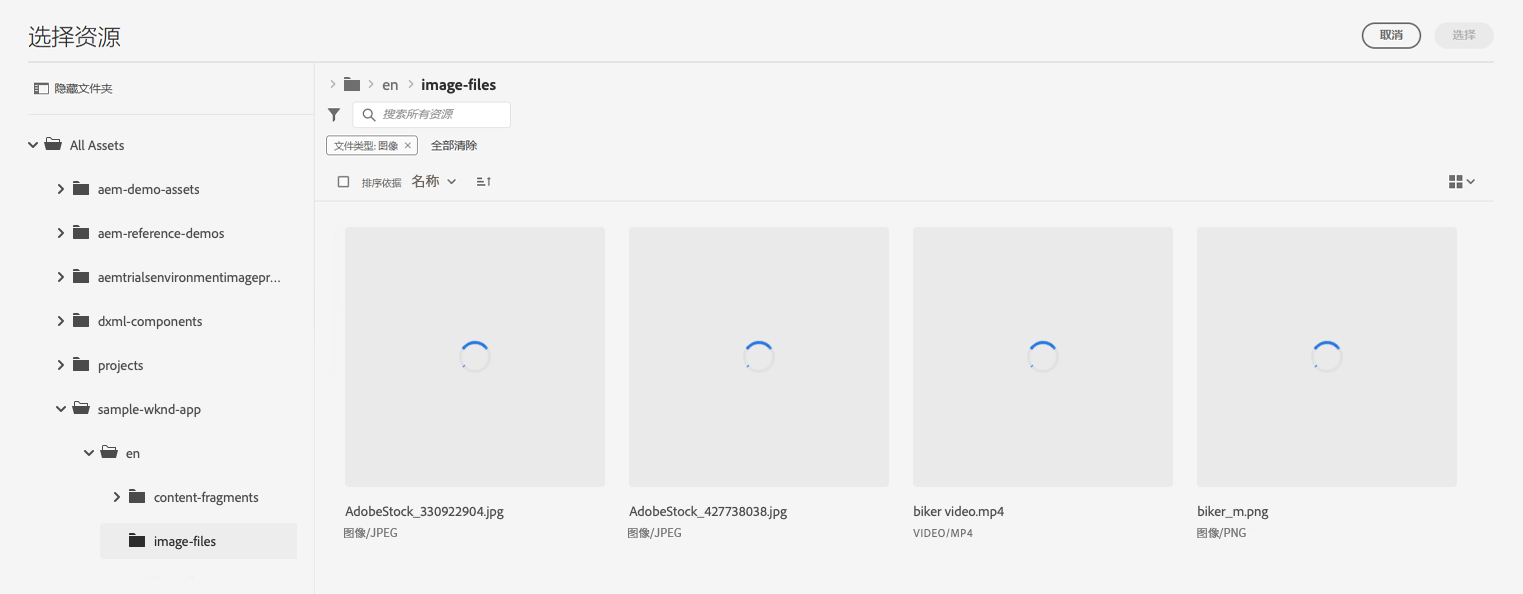 选择资源
取消
选择
隐藏文件夹
All Assets
aem-demo-assets
aem-reference-demos
aemtrialsenvironmentimagepr...
dxml-components
projects
sample-wknd-app
en
content-fragments
image-files
en
image-files
搜索所有资源
文件类型: 图像
全部清除
排序依据 名称
AdobeStock_330922904.jpg
图像/JPEG
AdobeStock_427738038.jpg
图像/JPEG
biker video.mp4
VIDEO/MP4
biker_m.png
图像/PNG